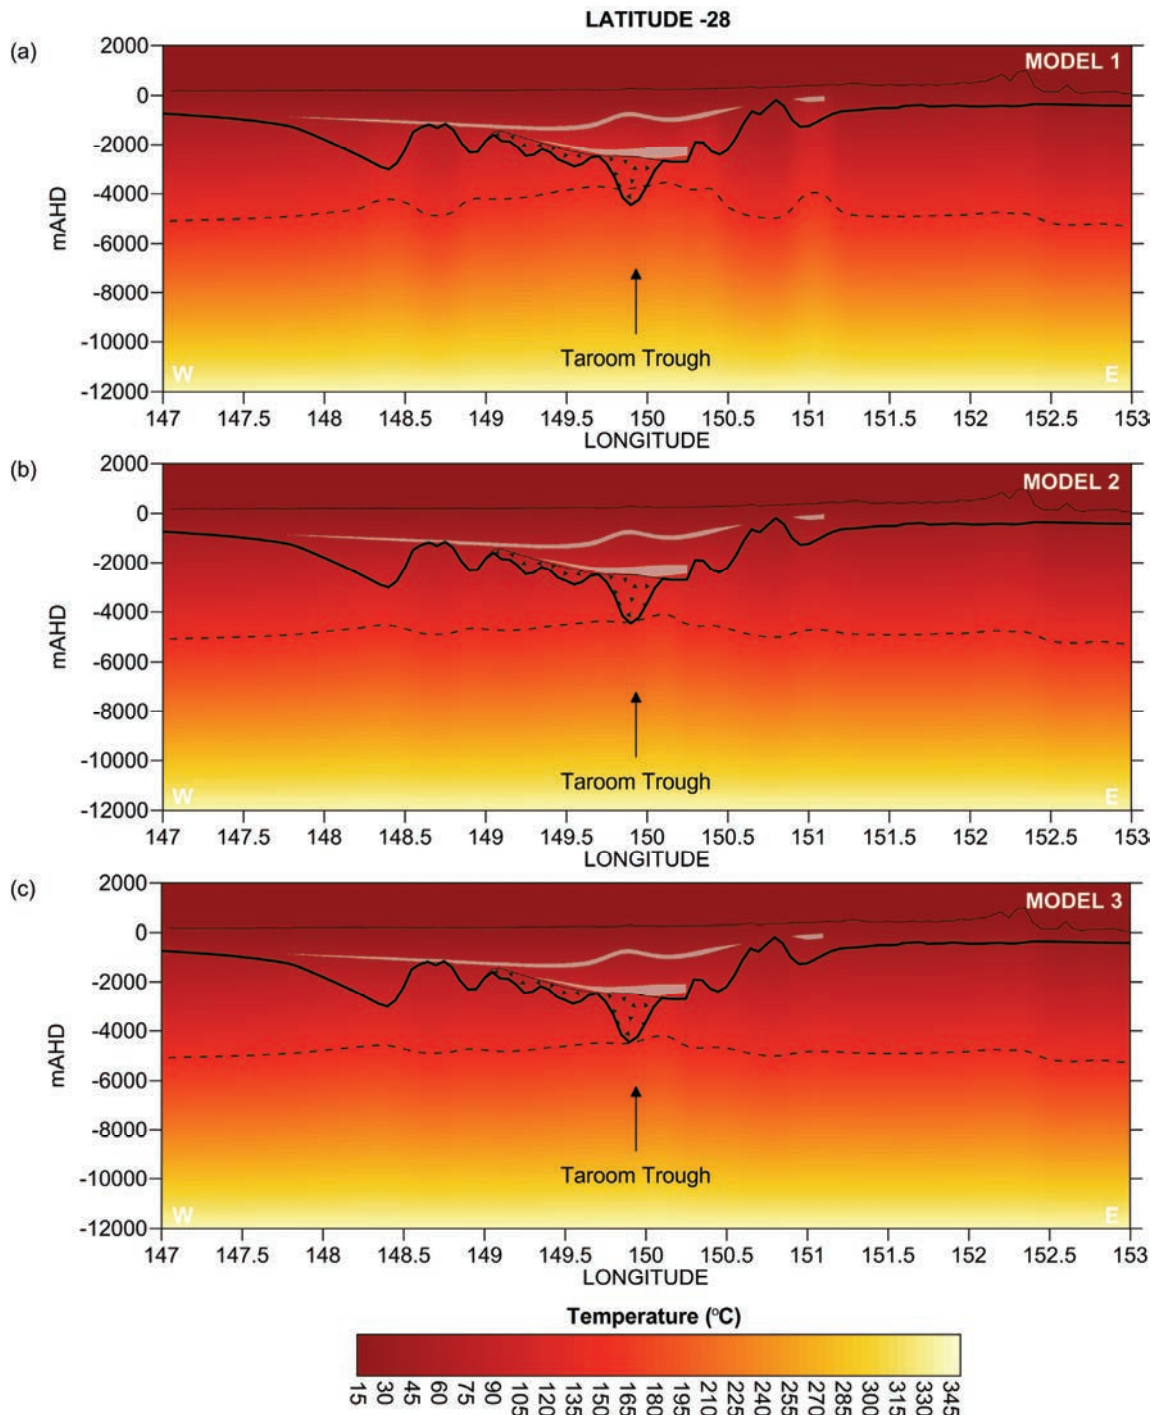 LATITUDE -28
(a)
MODEL 1
2000
0
-2000
-4000
-6000
-8000
-10000
-12000
mAHD
Taroom Trough
W
E
147 147.5 148 148.5 149 149.5 150 150.5 151 151.5 152 152.5 153
LONGITUDE
(b)
MODEL 2
2000
0
-2000
-4000
-6000
-8000
-10000
-12000
mAHD
Taroom Trough
W
E
147 147.5 148 148.5 149 149.5 150 150.5 151 151.5 152 152.5 153
LONGITUDE
(c)
MODEL 3
2000
0
-2000
-4000
-6000
-8000
-10000
-12000
mAHD
Taroom Trough
W
E
147 147.5 148 148.5 149 149.5 150 150.5 151 151.5 152 152.5 153
LONGITUDE
Temperature (°C)
15 30 45 60 75 90 105 120 135 150 165 180 195 210 225 240 255 270 285 300 315 330 345